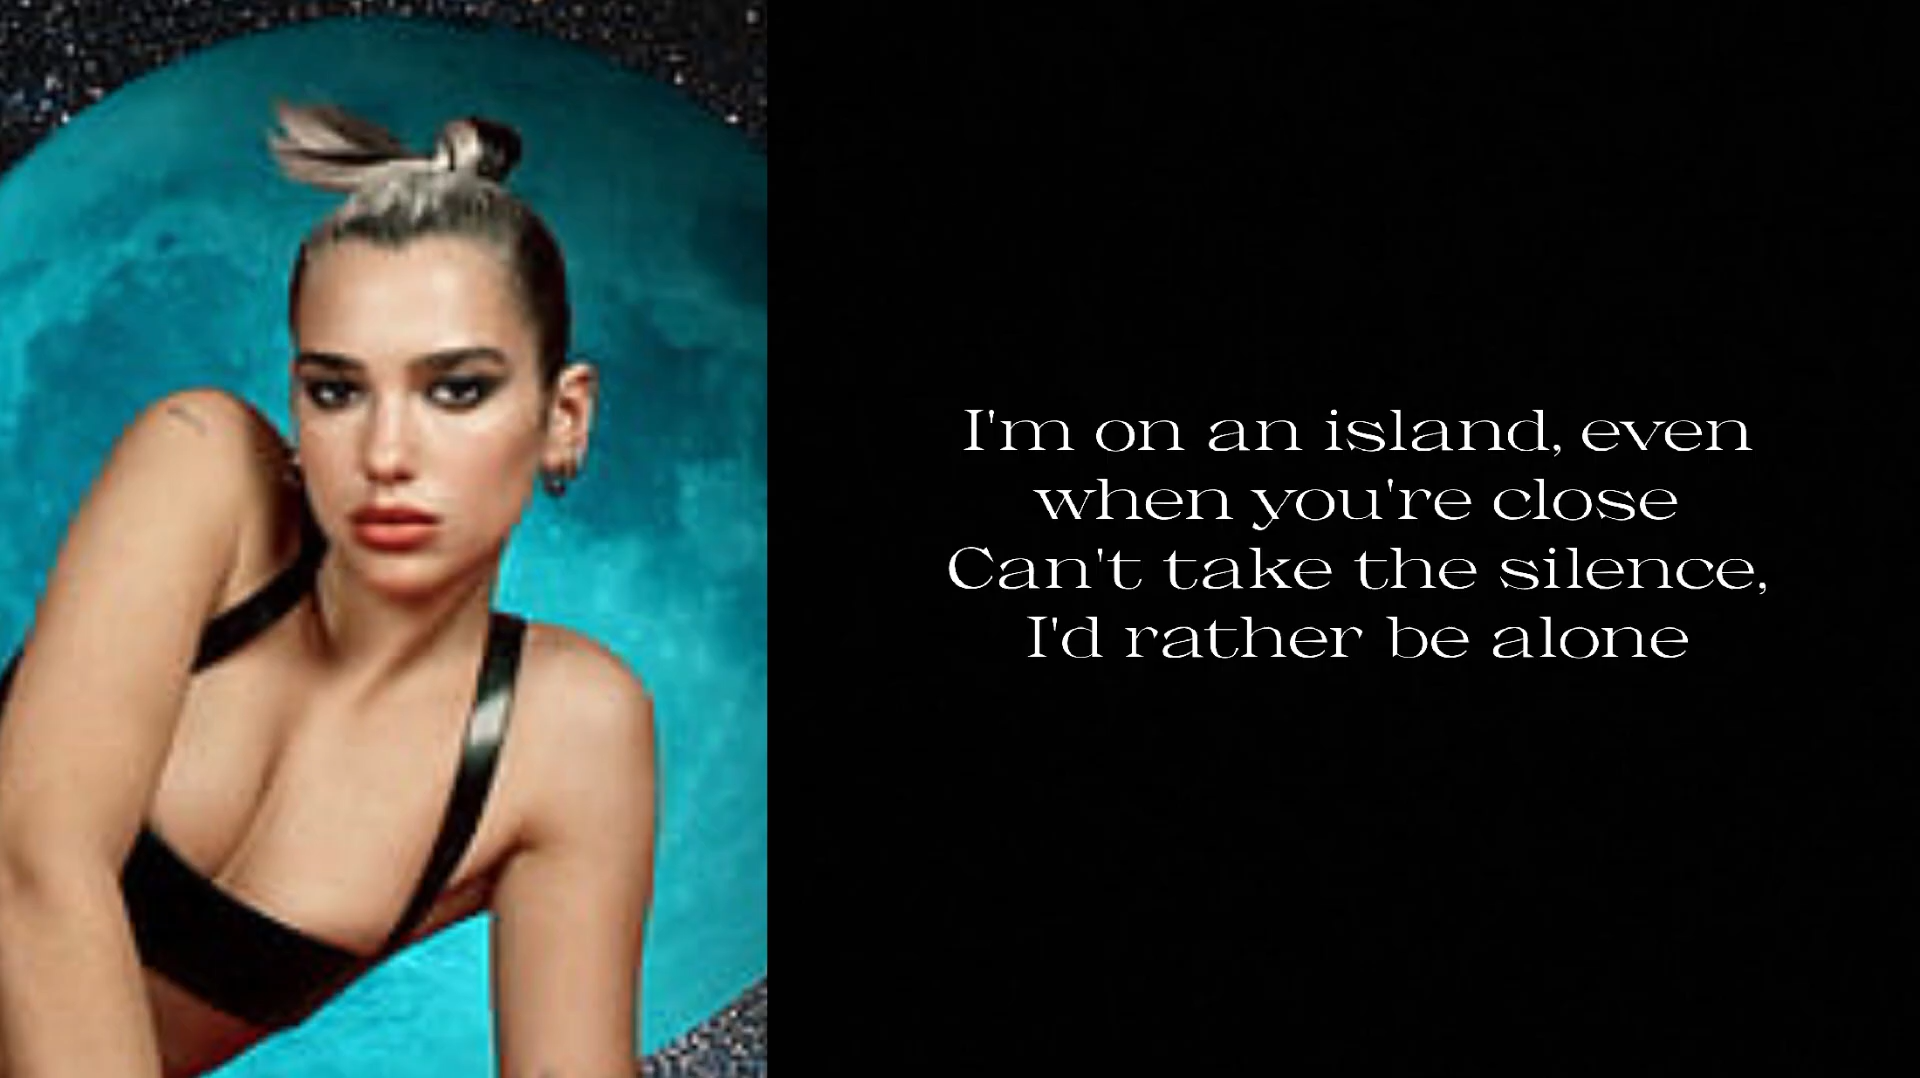 I'm on an island, even
when you're close
Can't take the silence,
I'd rather be alone